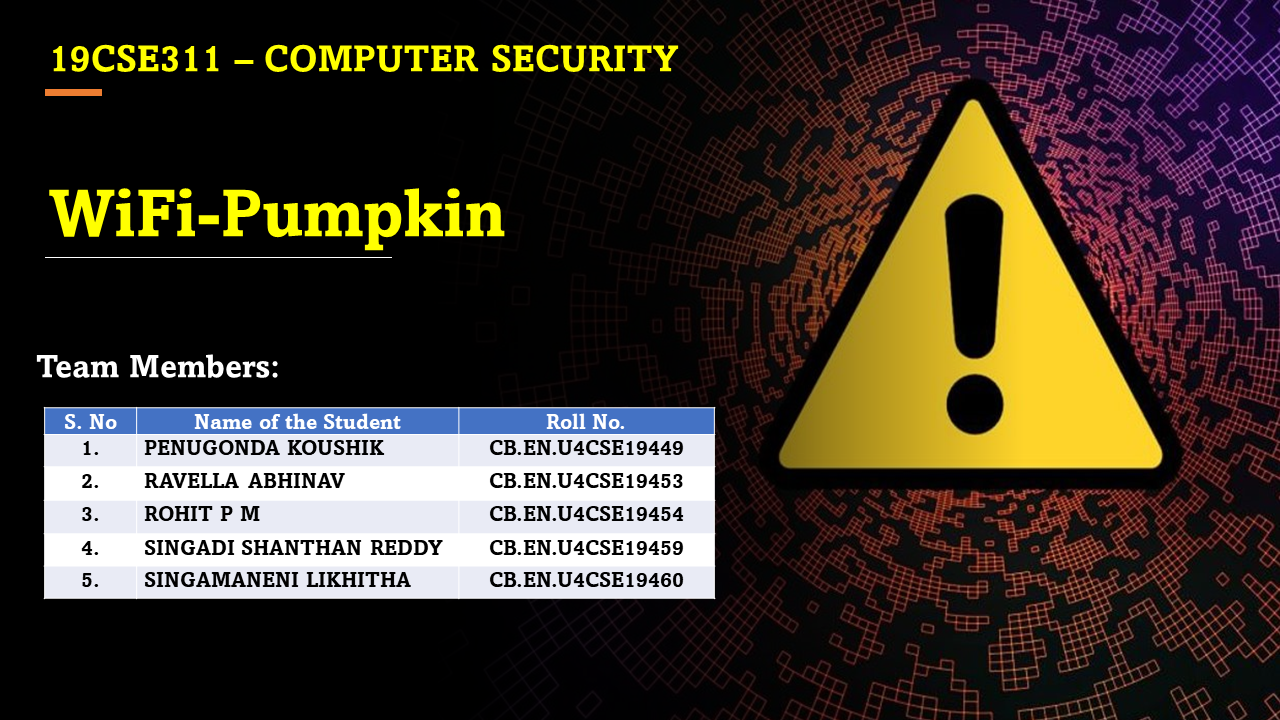 19CSE311 – COMPUTER SECURITY
WiFi-Pumpkin
Team Members:
S. No Name of the Student Roll No.
1. PENUGONDA KOUSHIK CB.EN.U4CSE19449
2. RAVELLA ABHINAV CB.EN.U4CSE19453
3. ROHIT P M CB.EN.U4CSE19454
4. SINGADI SHANTHAN REDDY CB.EN.U4CSE19459
5. SINGAMANENI LIKHITHA CB.EN.U4CSE19460